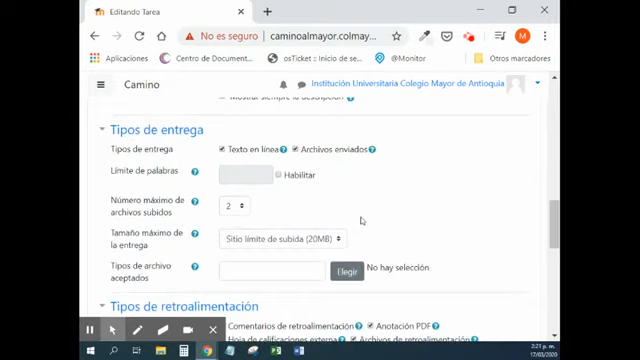 Editando Tarea
No es seguro | caminoalmayor.colmay...
Aplicaciones Centro de Document... osTicket :: Inicio de... @Monitor Otros marcadores
Camino Institución Universitaria Colegio Mayor de Antioquia
Mostrar siempre la descripción
Tipos de entrega
Tipos de entrega Texto en línea Archivos enviados
Límite de palabras Habilitar
Número máximo de archivos subidos 2
Tamaño máximo de la entrega Sitio límite de subida (20MB)
Tipos de archivo aceptados Elegir No hay selección
Tipos de retroalimentación
Comentarios de retroalimentación Anotación PDF
Hoja de calificaciones externa Archivos de retroalimentación
2:21 p. m.
17/03/2020